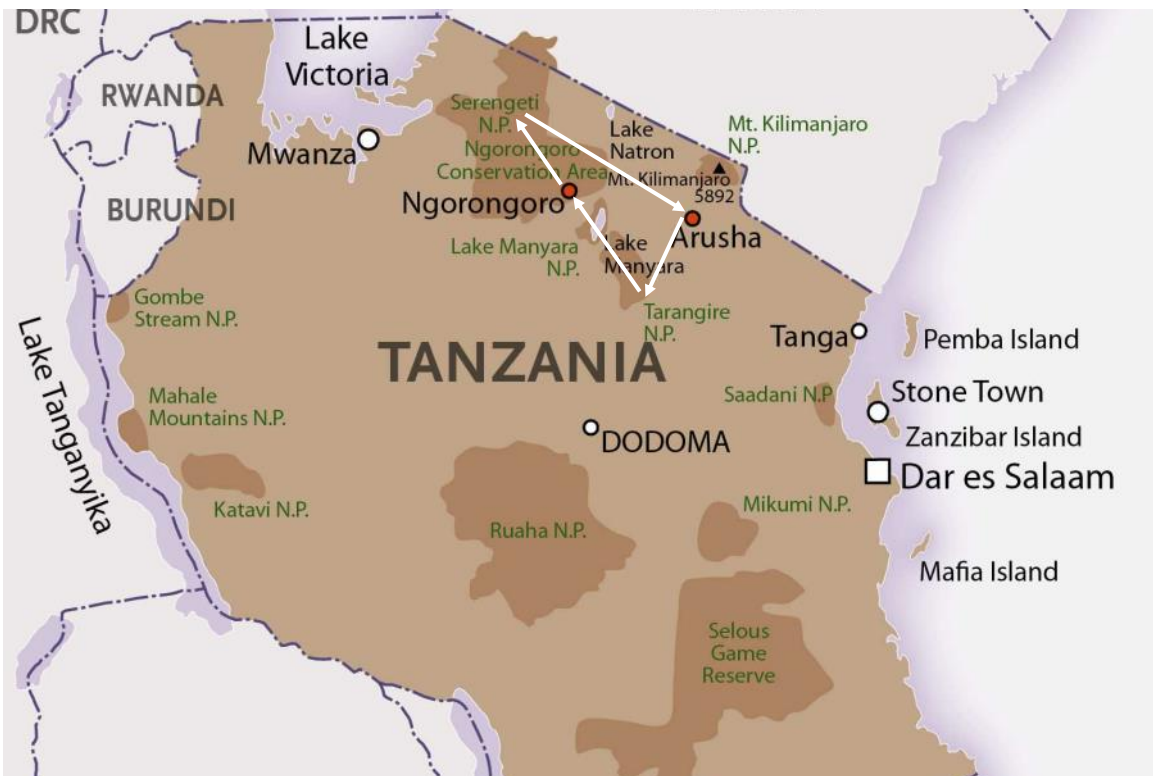 DRC
Lake
Victoria
RWANDA
Serengeti
N.P.
Lake
Natron
Mt. Kilimanjaro
N.P.
Mwanza
Ngorongoro
Conservation Area
Mt. Kilimanjaro
5892
BURUNDI
Ngorongoro
Arusha
Lake Manyara
N.P.
Lake
Manyara
Gombe
Stream N.P.
Tarangire
N.P.
Lake Tanganyika
Tanga
Pemba Island
TANZANIA
Mahale
Mountains N.P.
Saadani N.P
Stone Town
DODOMA
Zanzibar Island
Dar es Salaam
Katavi N.P.
Ruaha N.P.
Mikumi N.P.
Mafia Island
Selous
Game
Reserve